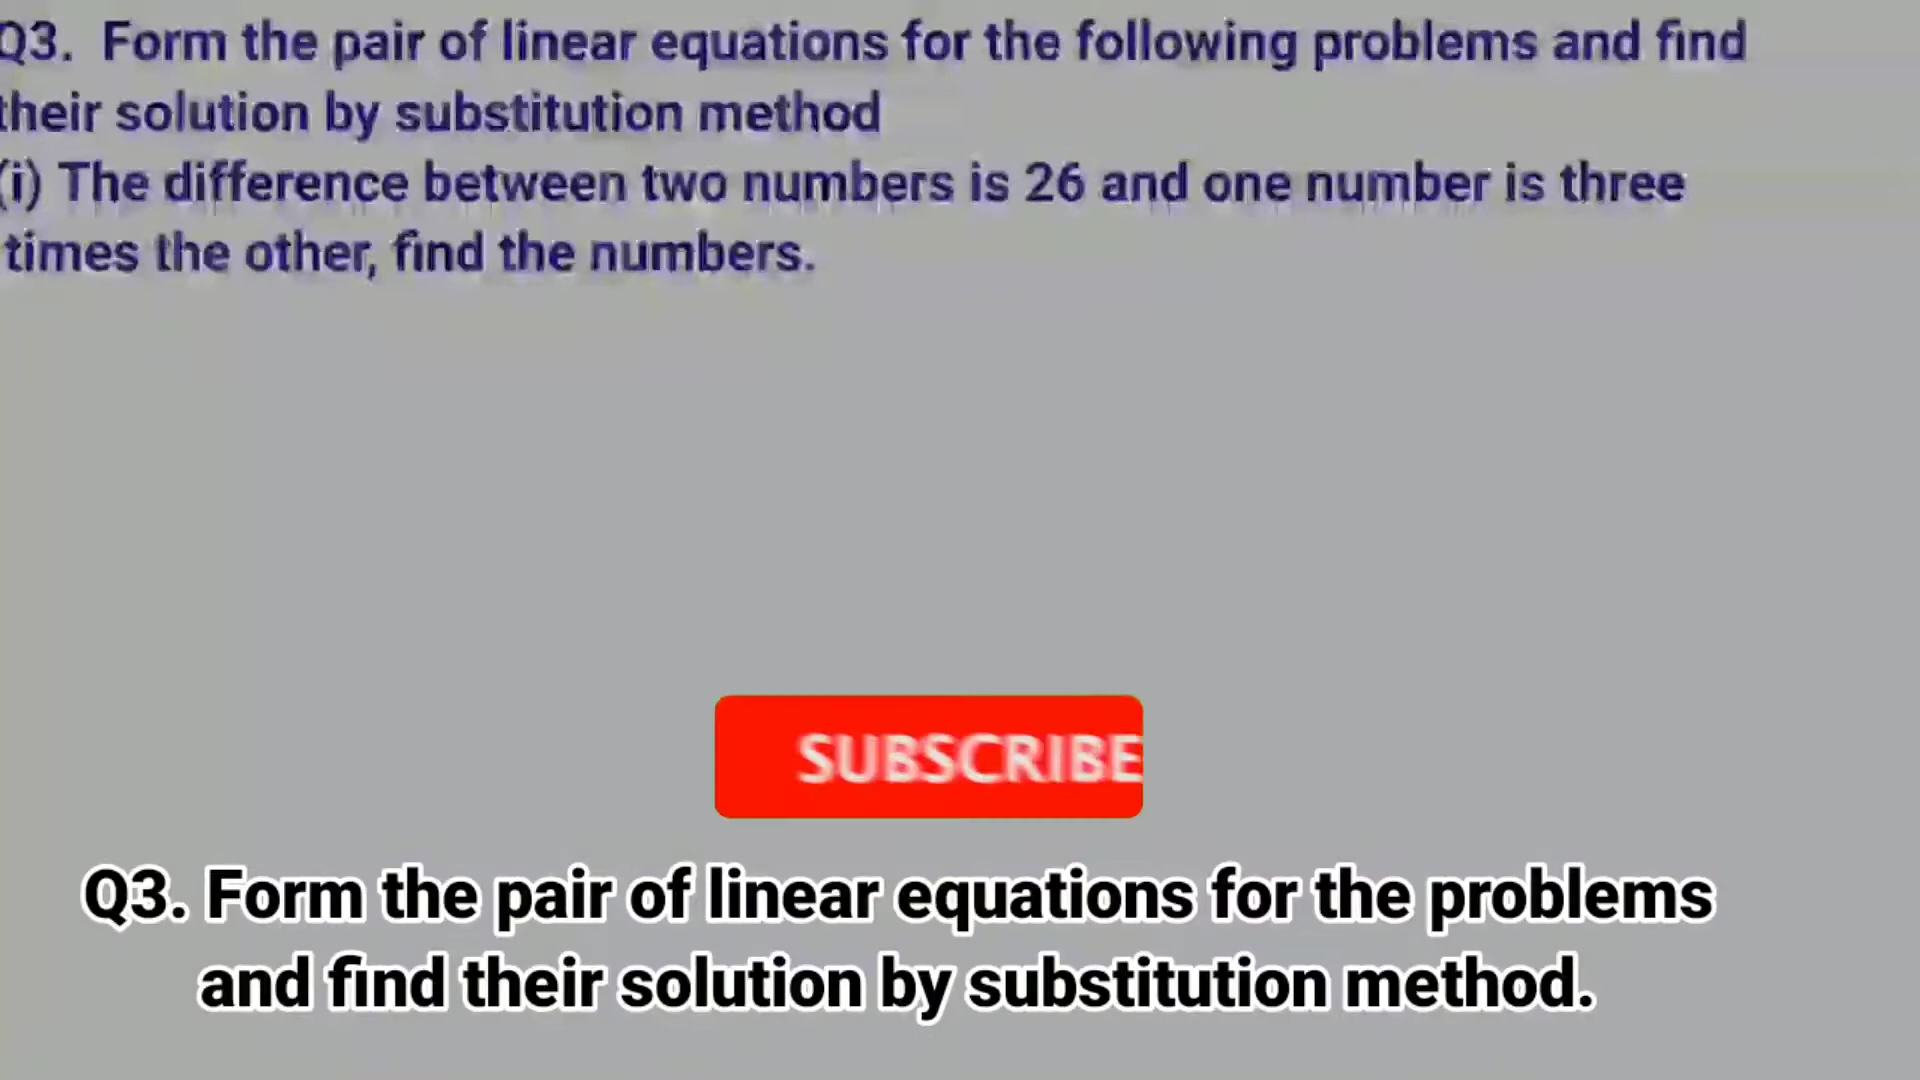 Q3. Form the pair of linear equations for the following problems and find
their solution by substitution method
(i) The difference between two numbers is 26 and one number is three
times the other, find the numbers.
SUBSCRIBE
Q3. Form the pair of linear equations for the problems
and find their solution by substitution method.